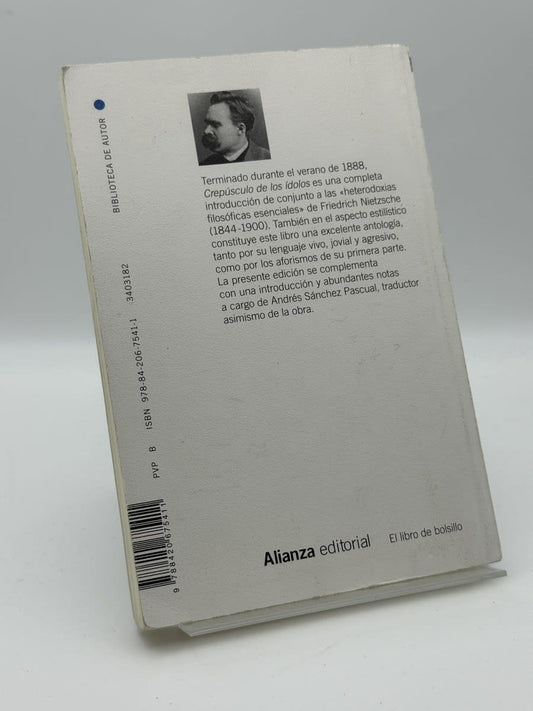 Terminado durante el verano de 1888,
Crepúsculo de los ídolos es una completa
introducción de conjunto a las «heterodoxias
filosóficas esenciales» de Friedrich Nietzsche
(1844-1900). También en el aspecto estilístico
constituye este libro una excelente antología,
tanto por su lenguaje vivo, jovial y agresivo,
como por los aforismos de su primera parte.
La presente edición se complementa
con una introducción y abundantes notas
a cargo de Andrés Sánchez Pascual, traductor
asimismo de la obra.
BIBLIOTECA DE AUTOR
PVP B ISBN 978-84-206-7541-1 3403182
9 788420 675411
Alianza editorial El libro de bolsillo